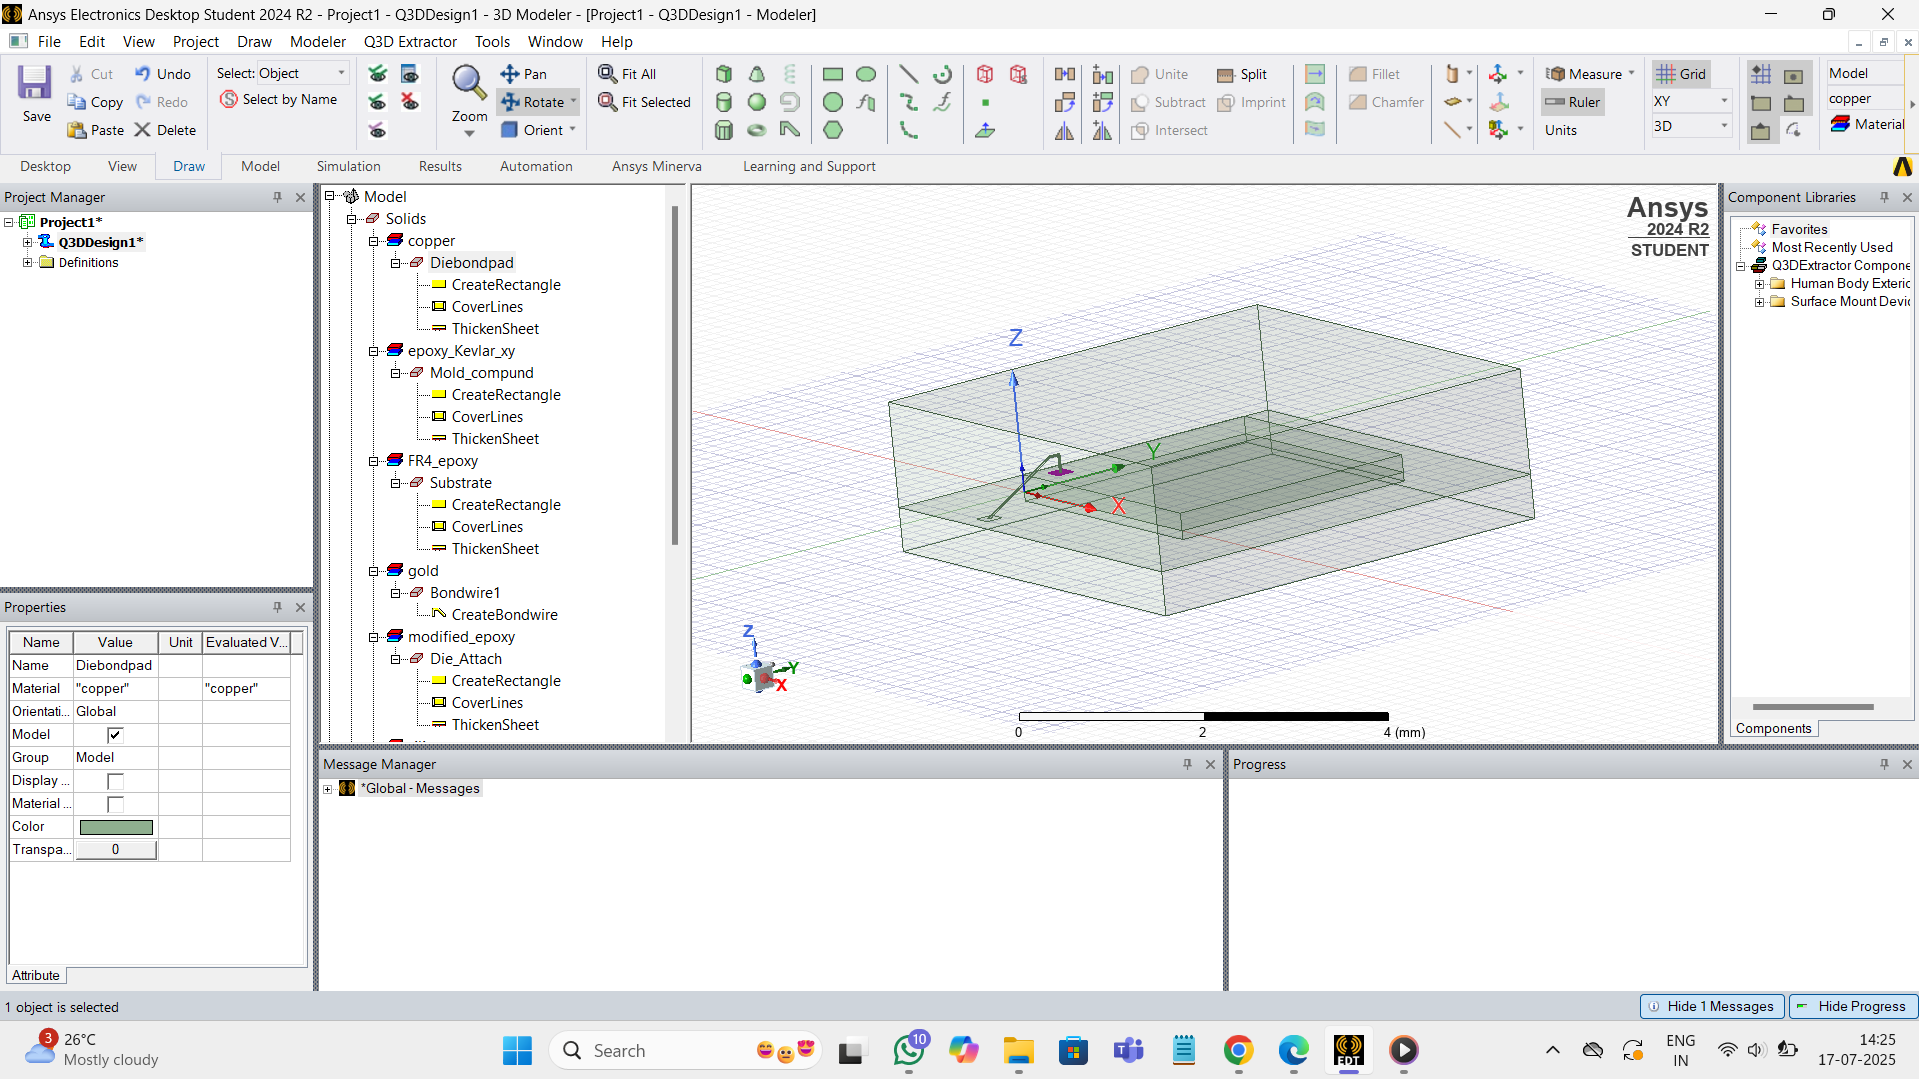 Ansys Electronics Desktop Student 2024 R2 - Project1 - Q3DDesign1 - 3D Modeler - [Project1 - Q3DDesign1 - Modeler]
File Edit View Project Draw Modeler Q3D Extractor Tools Window Help
Save
Cut
Copy
Paste
Undo
Redo
Delete
Select: Object
Select by Name
Zoom
Pan
Rotate
Orient
Fit All
Fit Selected
Unite
Subtract
Intersect
Split
Imprint
Fillet
Chamfer
Measure
Ruler
Units
Grid
XY
3D
Model
copper
Material
Desktop View Draw Model Simulation Results Automation Ansys Minerva Learning and Support
Project Manager
Project1*
Q3DDesign1*
Definitions
Properties
Name Value Unit Evaluated V...
Name Diebondpad
Material "copper" "copper"
Orientati... Global
Model
Group Model
Display ...
Material ...
Color
Transpa... 0
Attribute
Model
Solids
copper
Diebondpad
CreateRectangle
CoverLines
ThickenSheet
epoxy_Kevlar_xy
Mold_compund
CreateRectangle
CoverLines
ThickenSheet
FR4_epoxy
Substrate
CreateRectangle
CoverLines
ThickenSheet
gold
Bondwire1
CreateBondwire
modified_epoxy
Die_Attach
CreateRectangle
CoverLines
ThickenSheet
Ansys
2024 R2
STUDENT
Z
Y
X
Z
Y
X
0 2 4 (mm)
Component Libraries
Favorites
Most Recently Used
Q3DExtractor Compone
Human Body Exteric
Surface Mount Devi
Components
Message Manager
*Global - Messages
Progress
1 object is selected
Hide 1 Messages
Hide Progress
3
26°C
Mostly cloudy
Search
10
EDT
ENG
IN
14:25
17-07-2025